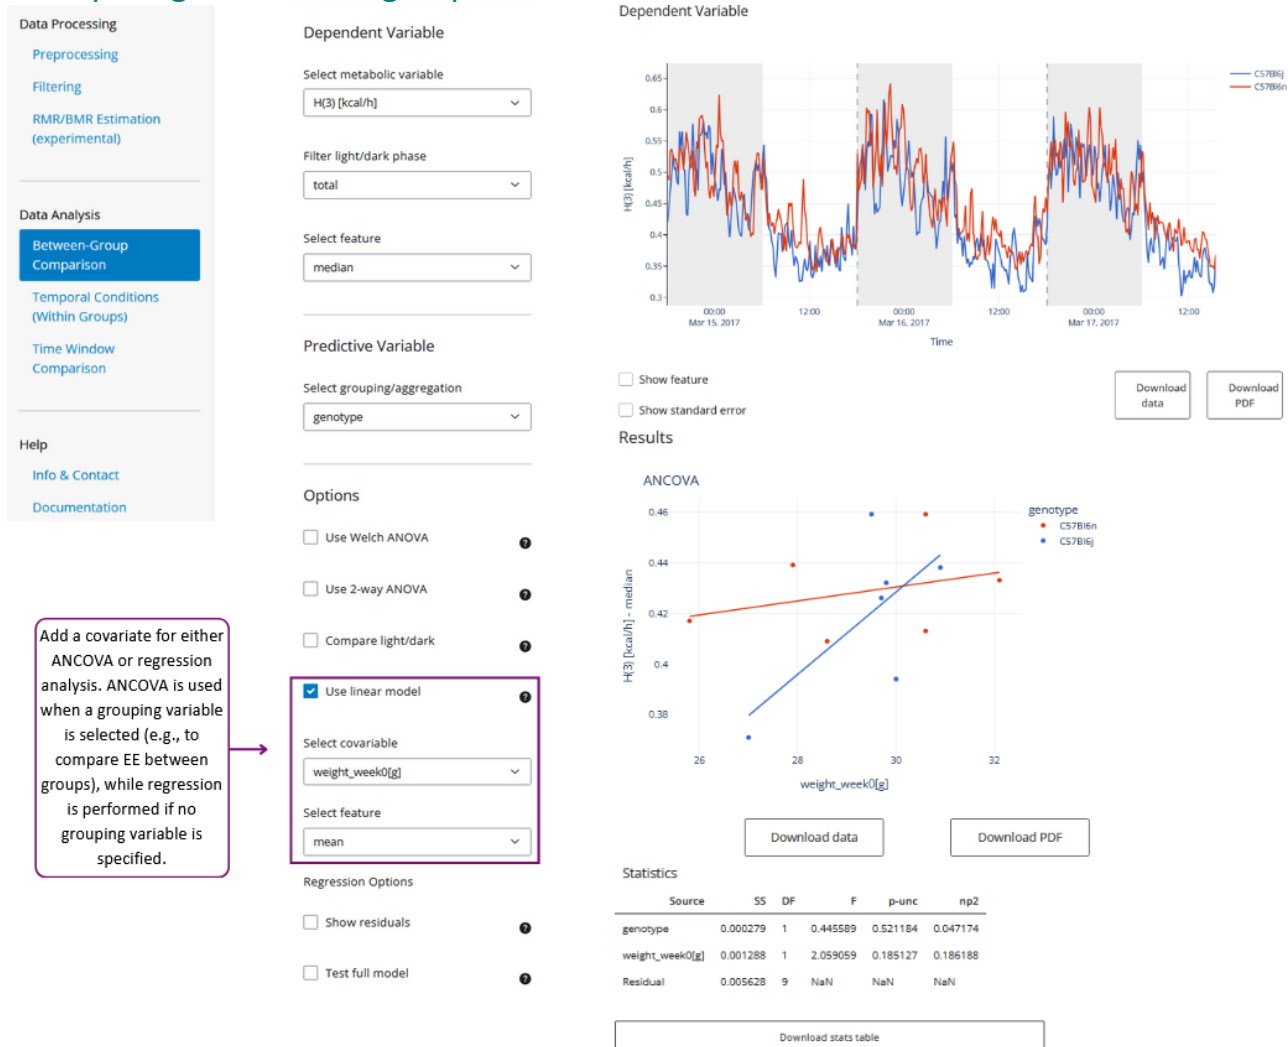 Data Processing
Preprocessing
Filtering
RMR/BMR Estimation
(experimental)
Data Analysis
Between-Group
Comparison
Temporal Conditions
(Within Groups)
Time Window
Comparison
Help
Info & Contact
Documentation
Add a covariate for either
ANCOVA or regression
analysis. ANCOVA is used
when a grouping variable
is selected (e.g., to
compare EE between
groups), while regression
is performed if no
grouping variable is
specified.
Dependent Variable
Select metabolic variable
H(3) [kcal/h]
Filter light/dark phase
total
Select feature
median
Predictive Variable
Select grouping/aggregation
genotype
Options
Use Welch ANOVA
?
Use 2-way ANOVA
?
Compare light/dark
?
Use linear model
?
Select covariable
weight_week0[g]
Select feature
mean
Regression Options
Show residuals
?
Test full model
?
Dependent Variable
H(3) [kcal/h]
0.65
0.6
0.55
0.5
0.45
0.4
0.35
0.3
00:00
Mar 15, 2017
12:00
00:00
Mar 16, 2017
12:00
00:00
Mar 17, 2017
12:00
Time
C57Bl6j
C57Bl6n
Show feature
Show standard error
Download
data
Download
PDF
Results
ANCOVA
H(3) [kcal/h] - median
0.46
0.44
0.42
0.4
0.38
26
28
30
32
weight_week0[g]
genotype
C57Bl6n
C57Bl6j
Download data
Download PDF
Statistics
Source SS DF F p-unc np2
genotype 0.000279 1 0.445589 0.521184 0.047174
weight_week0[g] 0.001288 1 2.059059 0.185127 0.186188
Residual 0.005628 9 NaN NaN NaN
Download stats table